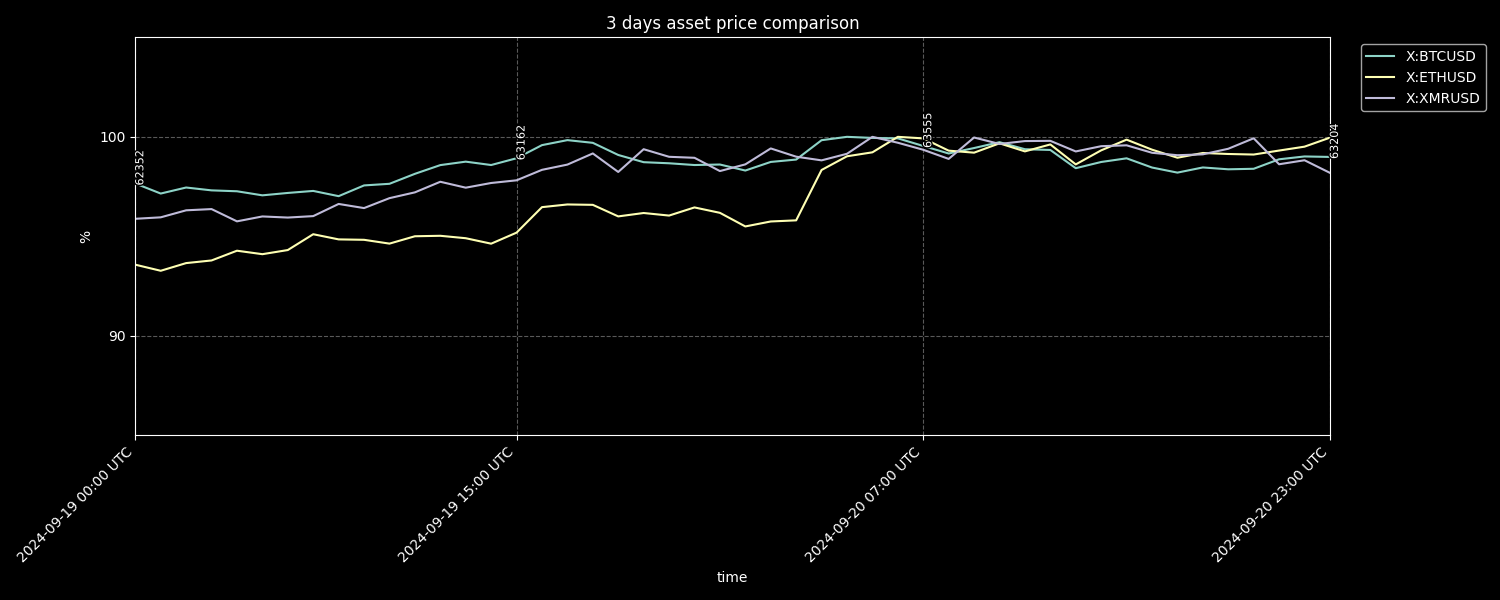 3 days asset price comparison
X:BTCUSD
X:ETHUSD
X:XMRUSD
100
90
%
62352
63162
63555
63204
2024-09-19 00:00 UTC
2024-09-19 15:00 UTC
2024-09-20 07:00 UTC
2024-09-20 23:00 UTC
time